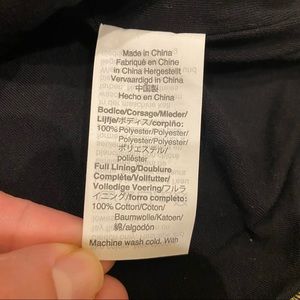 Made in China
Fabriqué en Chine
in China Hergestellt
Vervaardigd in China
中国製
Hecho en China
Bodice/Corsage/Mieder/
Lijfje/ボディス/corpiño:
100% Polyester/Polyester/
Polyester/Polyester/
ポリエステル/
poliéster
Full Lining/Doublure
Complète/Vollfutter/
Volledige Voering/フルラ
イニング/forro completo:
100% Cotton/Coton/
Baumwolle/Katoen/
綿/algodón
Machine wash cold. With